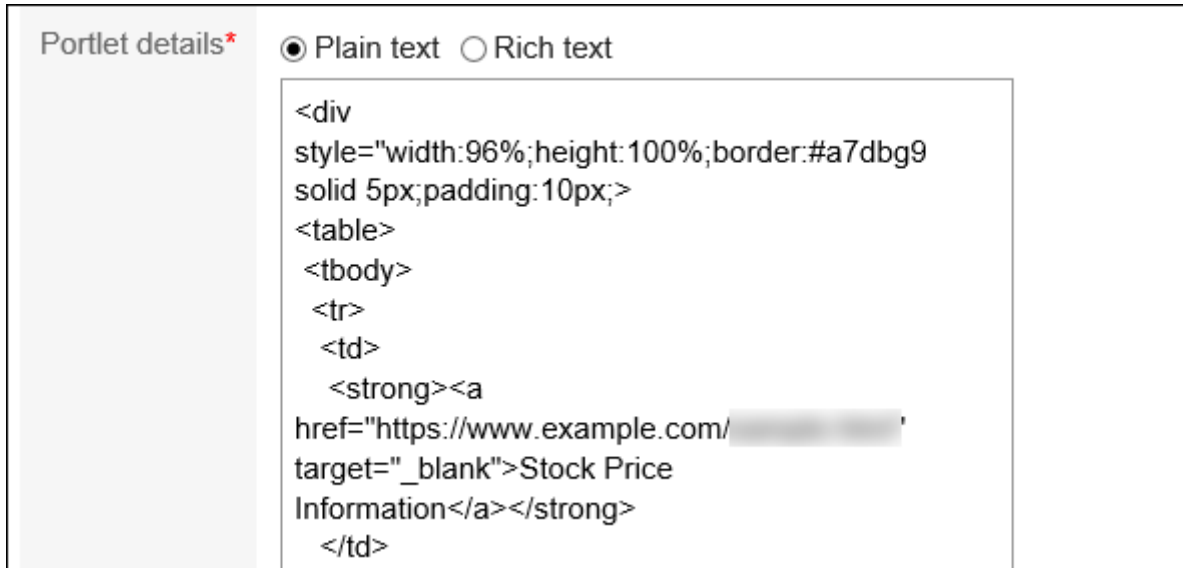 Portlet details*
Plain text Rich text
<div
style="width:96%;height:100%;border:#a7dbg9
solid 5px;padding:10px;>
<table>
<tbody>
<tr>
<td>
<strong><a
href="https://www.example.com/
target="_blank">Stock Price
Information</a></strong>
</td>